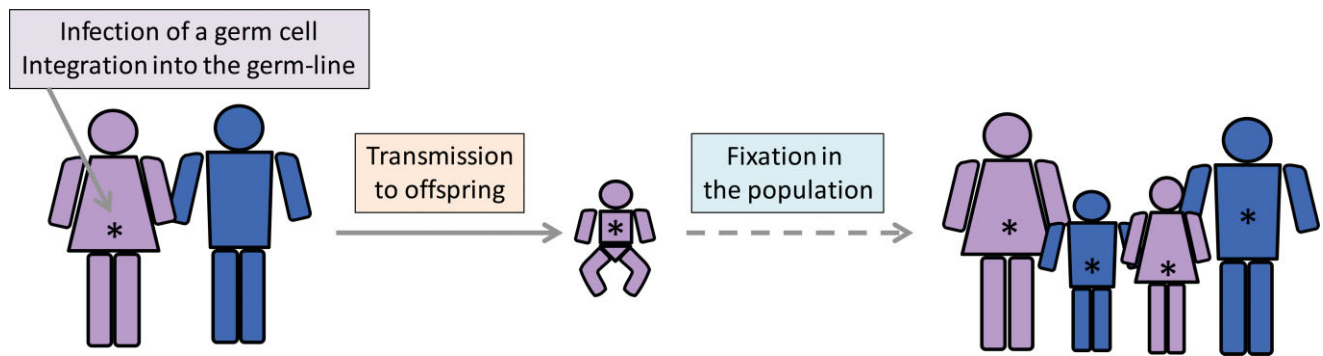 Infection of a germ cell
Integration into the germ-line
Transmission
to offspring
Fixation in
the population
*
*
*
*
*
*